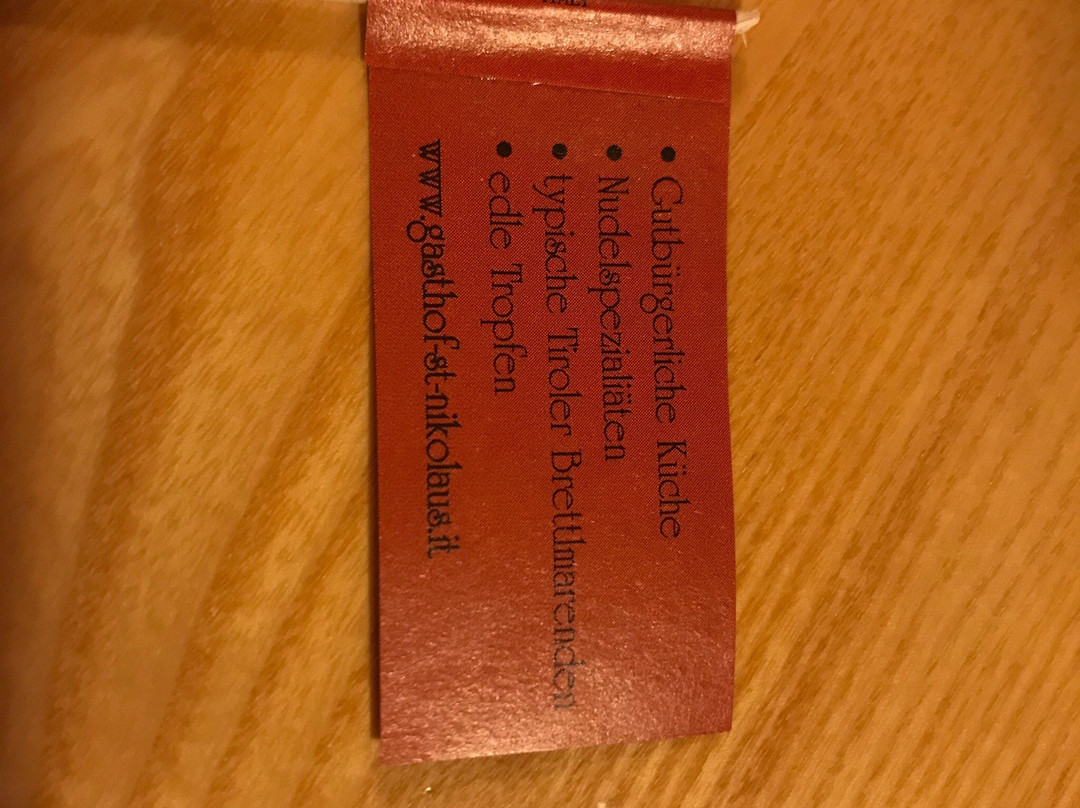 • Gutbürgerliche Küche
• Nudelspezialiäten
• typische Tiroler Brettlmarenden
• edle Tropfen
www.gasthof-st-nikolaus.it